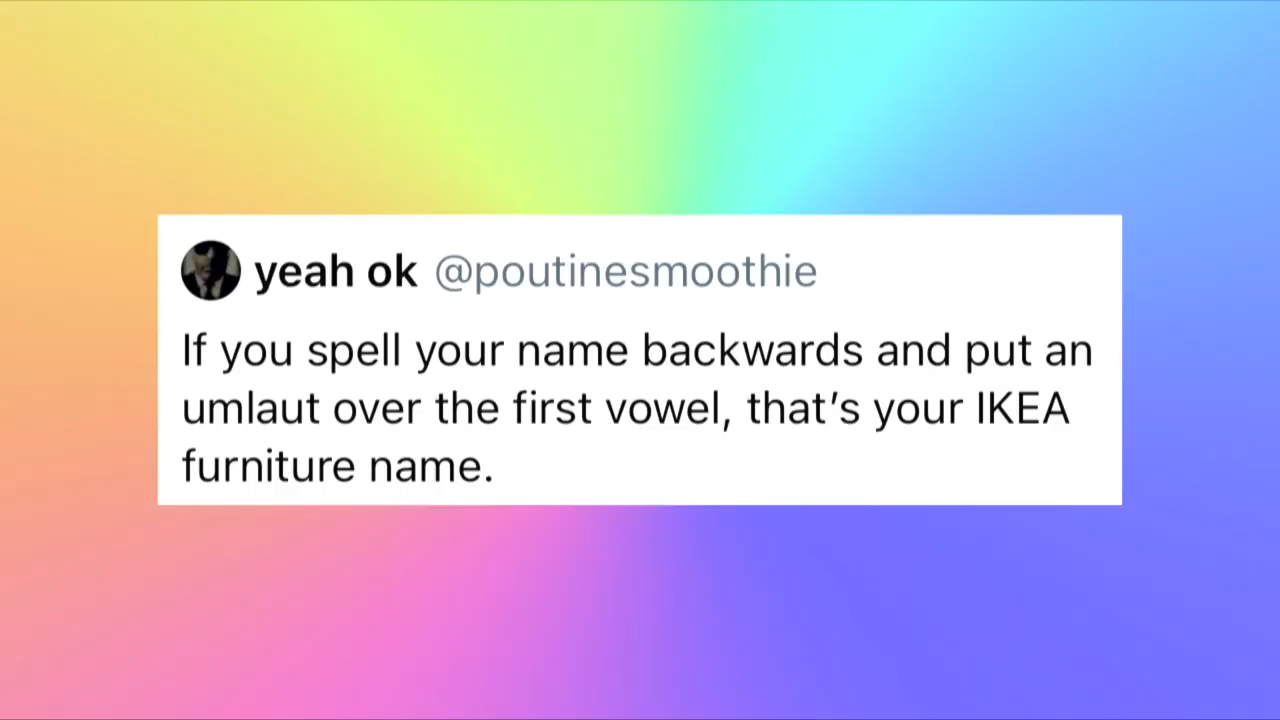 yeah ok @poutinesmoothie
If you spell your name backwards and put an
umlaut over the first vowel, that’s your IKEA
furniture name.